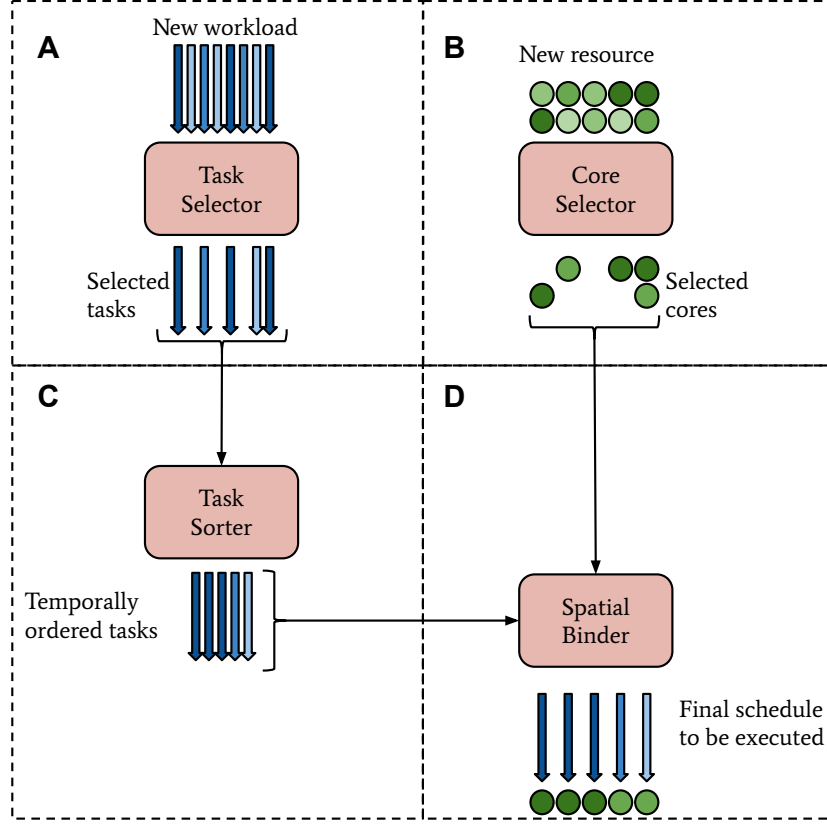 A
New workload
Task
Selector
Selected
tasks
B
New resource
Core
Selector
Selected
cores
C
Task
Sorter
Temporally
ordered tasks
D
Spatial
Binder
Final schedule
to be executed